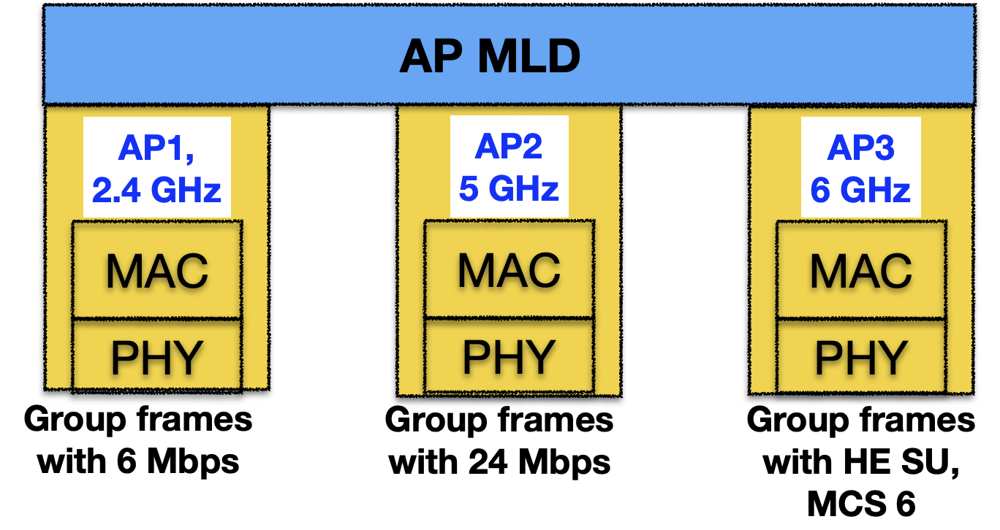 AP MLD
AP1,
2.4 GHz
MAC
PHY
Group frames
with 6 Mbps
AP2
5 GHz
MAC
PHY
Group frames
with 24 Mbps
AP3
6 GHz
MAC
PHY
Group frames
with HE SU,
MCS 6